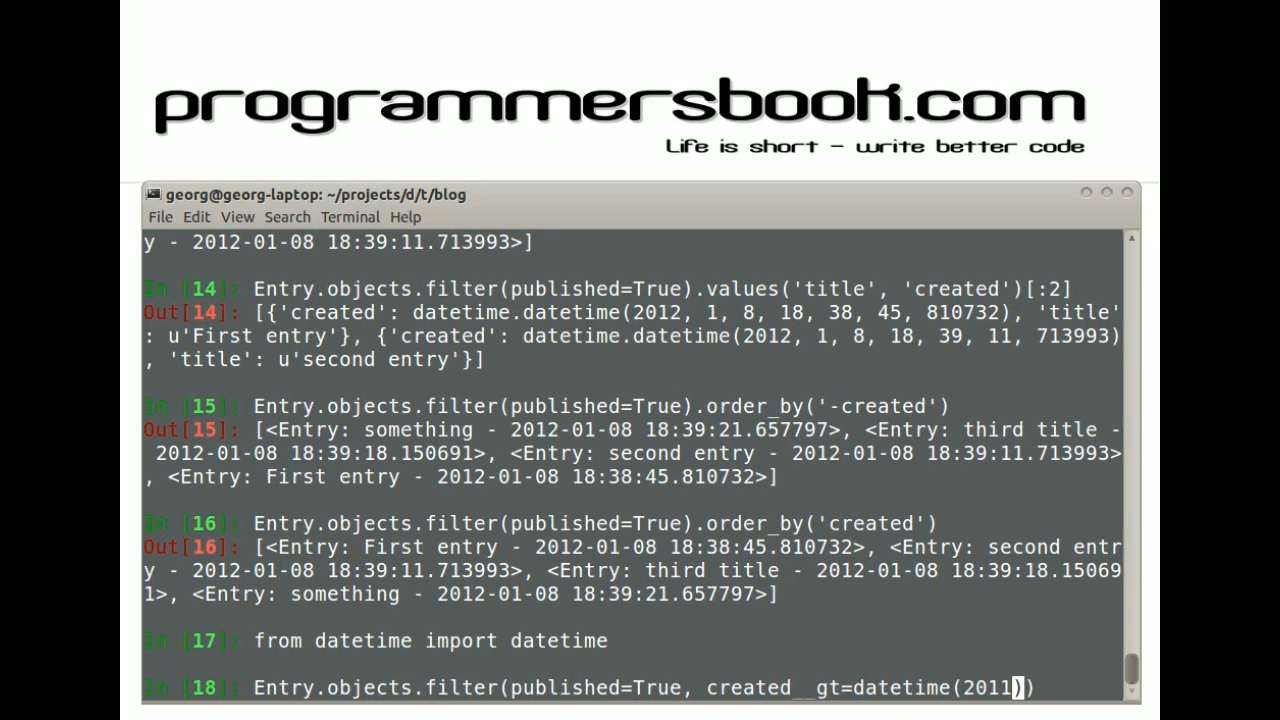 programmersbook.com
Life is short - write better code
georg@georg-laptop: ~/projects/d/t/blog
File Edit View Search Terminal Help
y - 2012-01-08 18:39:11.713993>]
In [14]: Entry.objects.filter(published=True).values('title', 'created')[:2]
Out[14]: [{'created': datetime.datetime(2012, 1, 8, 18, 38, 45, 810732), 'title'
: u'First entry'}, {'created': datetime.datetime(2012, 1, 8, 18, 39, 11, 713993)
, 'title': u'second entry'}]
In [15]: Entry.objects.filter(published=True).order_by('-created')
Out[15]: [<Entry: something - 2012-01-08 18:39:21.657797>, <Entry: third title -
 2012-01-08 18:39:18.150691>, <Entry: second entry - 2012-01-08 18:39:11.713993>
, <Entry: First entry - 2012-01-08 18:38:45.810732>]
In [16]: Entry.objects.filter(published=True).order_by('created')
Out[16]: [<Entry: First entry - 2012-01-08 18:38:45.810732>, <Entry: second entr
y - 2012-01-08 18:39:11.713993>, <Entry: third title - 2012-01-08 18:39:18.15069
1>, <Entry: something - 2012-01-08 18:39:21.657797>]
In [17]: from datetime import datetime
In [18]: Entry.objects.filter(published=True, created__gt=datetime(2011))